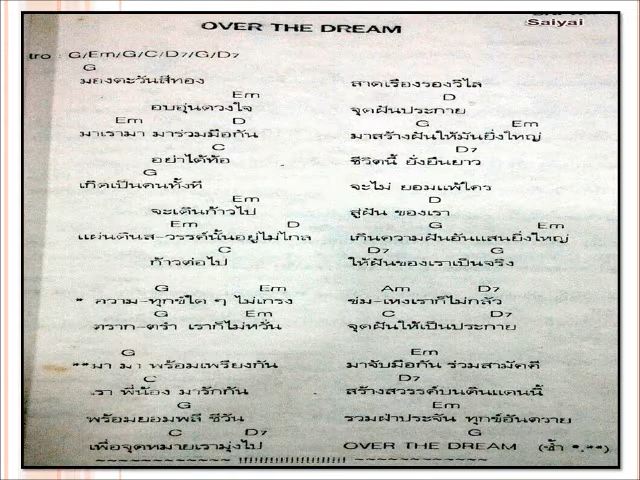 OVER THE DREAM
Saiyai
tro : G/Em/G/C/D7/G/D7
G
มองตะวันสีทอง สาดเรืองรองวิไล
Em D
อบอุ่นดวงใจ จุดฝันประกาย
Em D G Em
มาเรามา มาร่วมมือกัน มาสร้างฝันให้มันยิ่งใหญ่
C D7
อย่าได้ท้อ ชีวิตนี้ ยั่งยืนยาว
G
เกิดเป็นคนทั้งที จะไม่ ยอมแพ้ใคร
Em D
จะเดินก้าวไป สู่ฝัน ของเรา
Em D G Em
แผ่นดินส-วรรค์นั้นอยู่ไม่ไกล เกินความฝันอันแสนยิ่งใหญ่
C D7 G
ก้าวต่อไป ให้ฝันของเราเป็นจริง
G Em Am D7
* ความ-ทุกข์ใด ๆ ไม่เกรง ข่ม-เหงเราก็ไม่กลัว
G Em C D7
ตราก-ตรำ เราก็ไม่หวั่น จุดฝันให้เป็นประกาย
G Em
**มา มา พร้อมเพรียงกัน มาจับมือกัน ร่วมสามัคคี
C D7
เรา พี่น้อง มารักกัน สร้างสวรรค์บนดินแดนนี้
G Em
พร้อมยอมพลี ชีวัน รวมฝ่าประจัน ทุกข์อันตราย
C D7 G
เพื่อจุดหมายเรามุ่งไป OVER THE DREAM (ซ้ำ *,**)